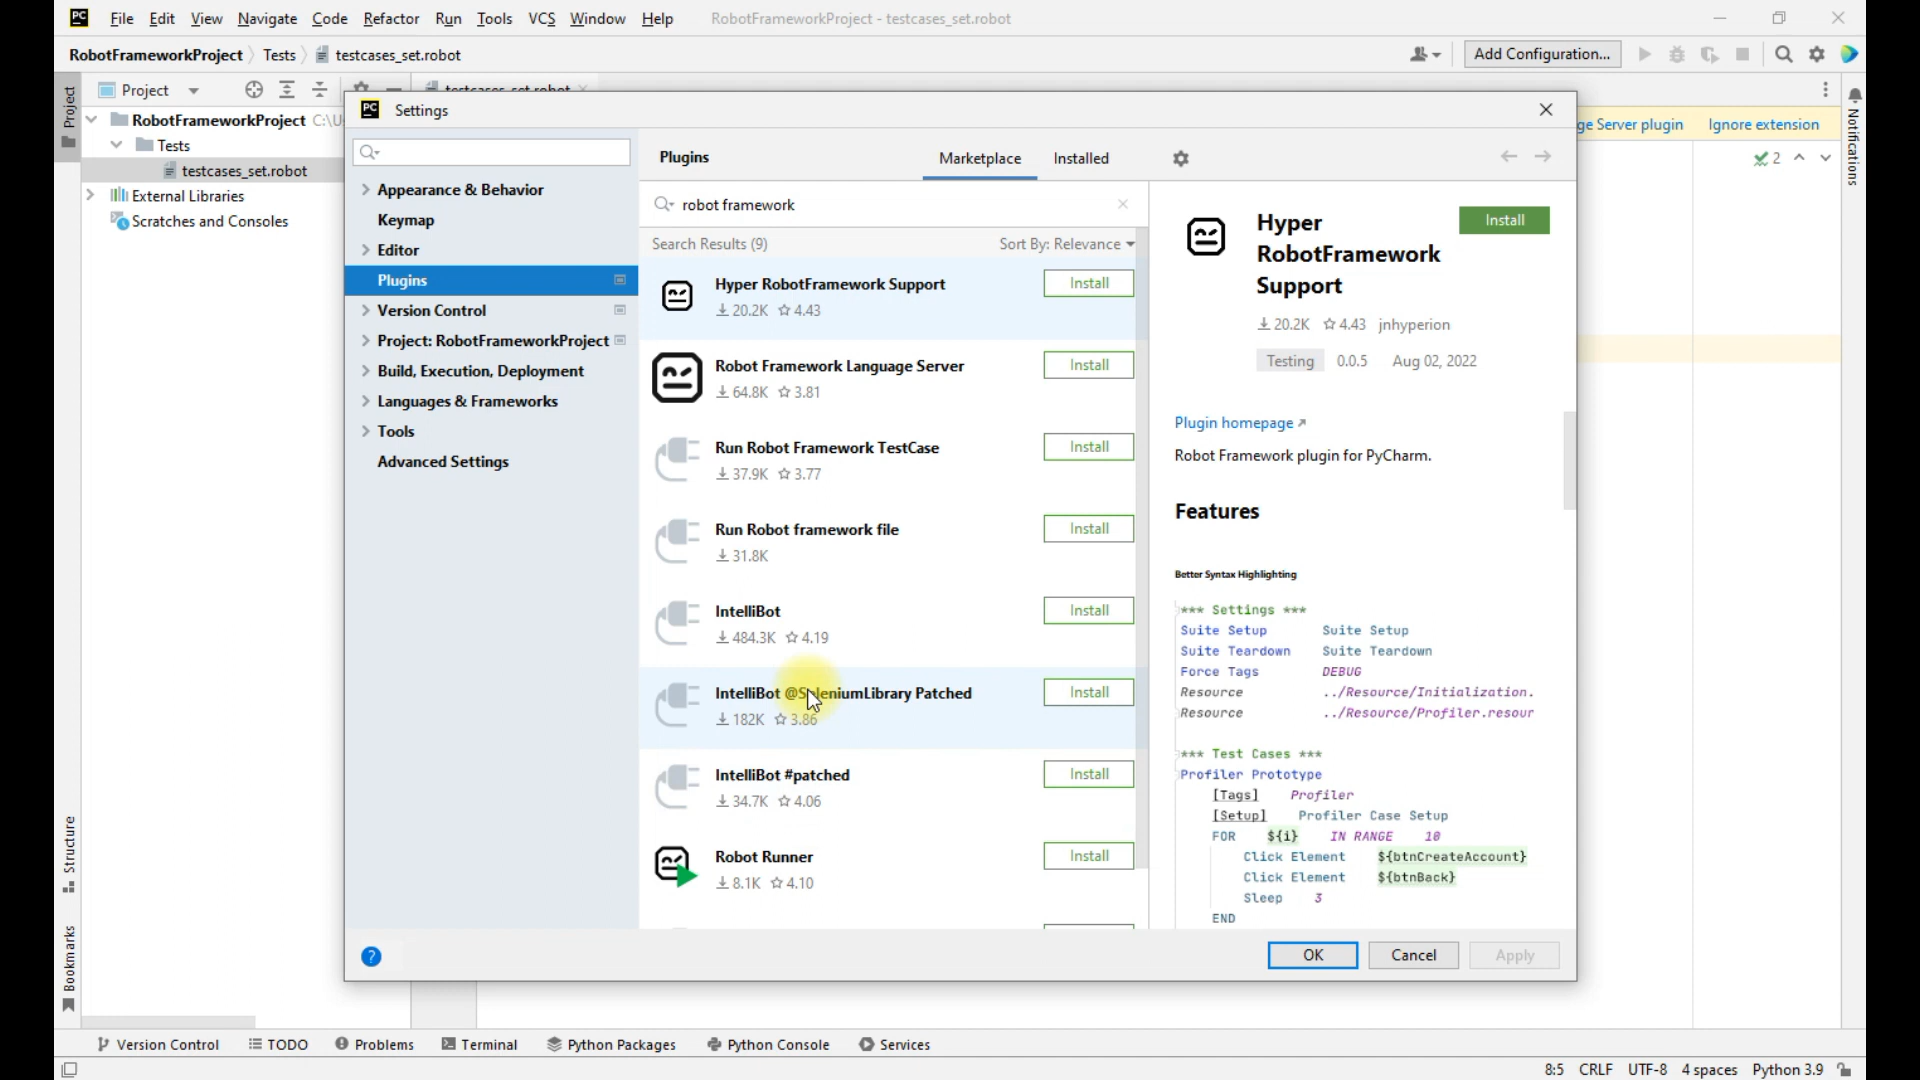 PC File Edit View Navigate Code Refactor Run Tools VCS Window Help RobotFrameworkProject - testcases_set.robot
RobotFrameworkProject Tests testcases_set.robot Add Configuration...
Project
Project
testcases_set.robot
RobotFrameworkProject C:\U
Tests
testcases_set.robot
External Libraries
Scratches and Consoles
Structure
Bookmarks
PC Settings
Appearance & Behavior
Keymap
Editor
Plugins
Version Control
Project: RobotFrameworkProject
Build, Execution, Deployment
Languages & Frameworks
Tools
Advanced Settings
Plugins Marketplace Installed
robot framework
Search Results (9) Sort By: Relevance
Hyper RobotFramework Support Install
20.2K 4.43
Robot Framework Language Server Install
64.8K 3.81
Run Robot Framework TestCase Install
37.9K 3.77
Run Robot framework file Install
31.8K
IntelliBot Install
484.3K 4.19
IntelliBot @SeleniumLibrary Patched Install
182K 3.86
IntelliBot #patched Install
34.7K 4.06
Robot Runner Install
8.1K 4.10
Hyper
RobotFramework
Support
Install
20.2K 4.43 jnhyperion
Testing 0.0.5 Aug 02, 2022
Plugin homepage
Robot Framework plugin for PyCharm.
Features
Better Syntax Highlighting
*** Settings ***
Suite Setup Suite Setup
Suite Teardown Suite Teardown
Force Tags DEBUG
Resource ../Resource/Initialization.
Resource ../Resource/Profiler.resour
*** Test Cases ***
Profiler Prototype
[Tags] Profiler
[Setup] Profiler Case Setup
FOR ${i} IN RANGE 10
Click Element ${btnCreateAccount}
Click Element ${btnBack}
Sleep 3
END
? OK Cancel Apply
ge Server plugin Ignore extension
2
Notifications
Version Control TODO Problems Terminal Python Packages Python Console Services
8:5 CRLF UTF-8 4 spaces Python 3.9